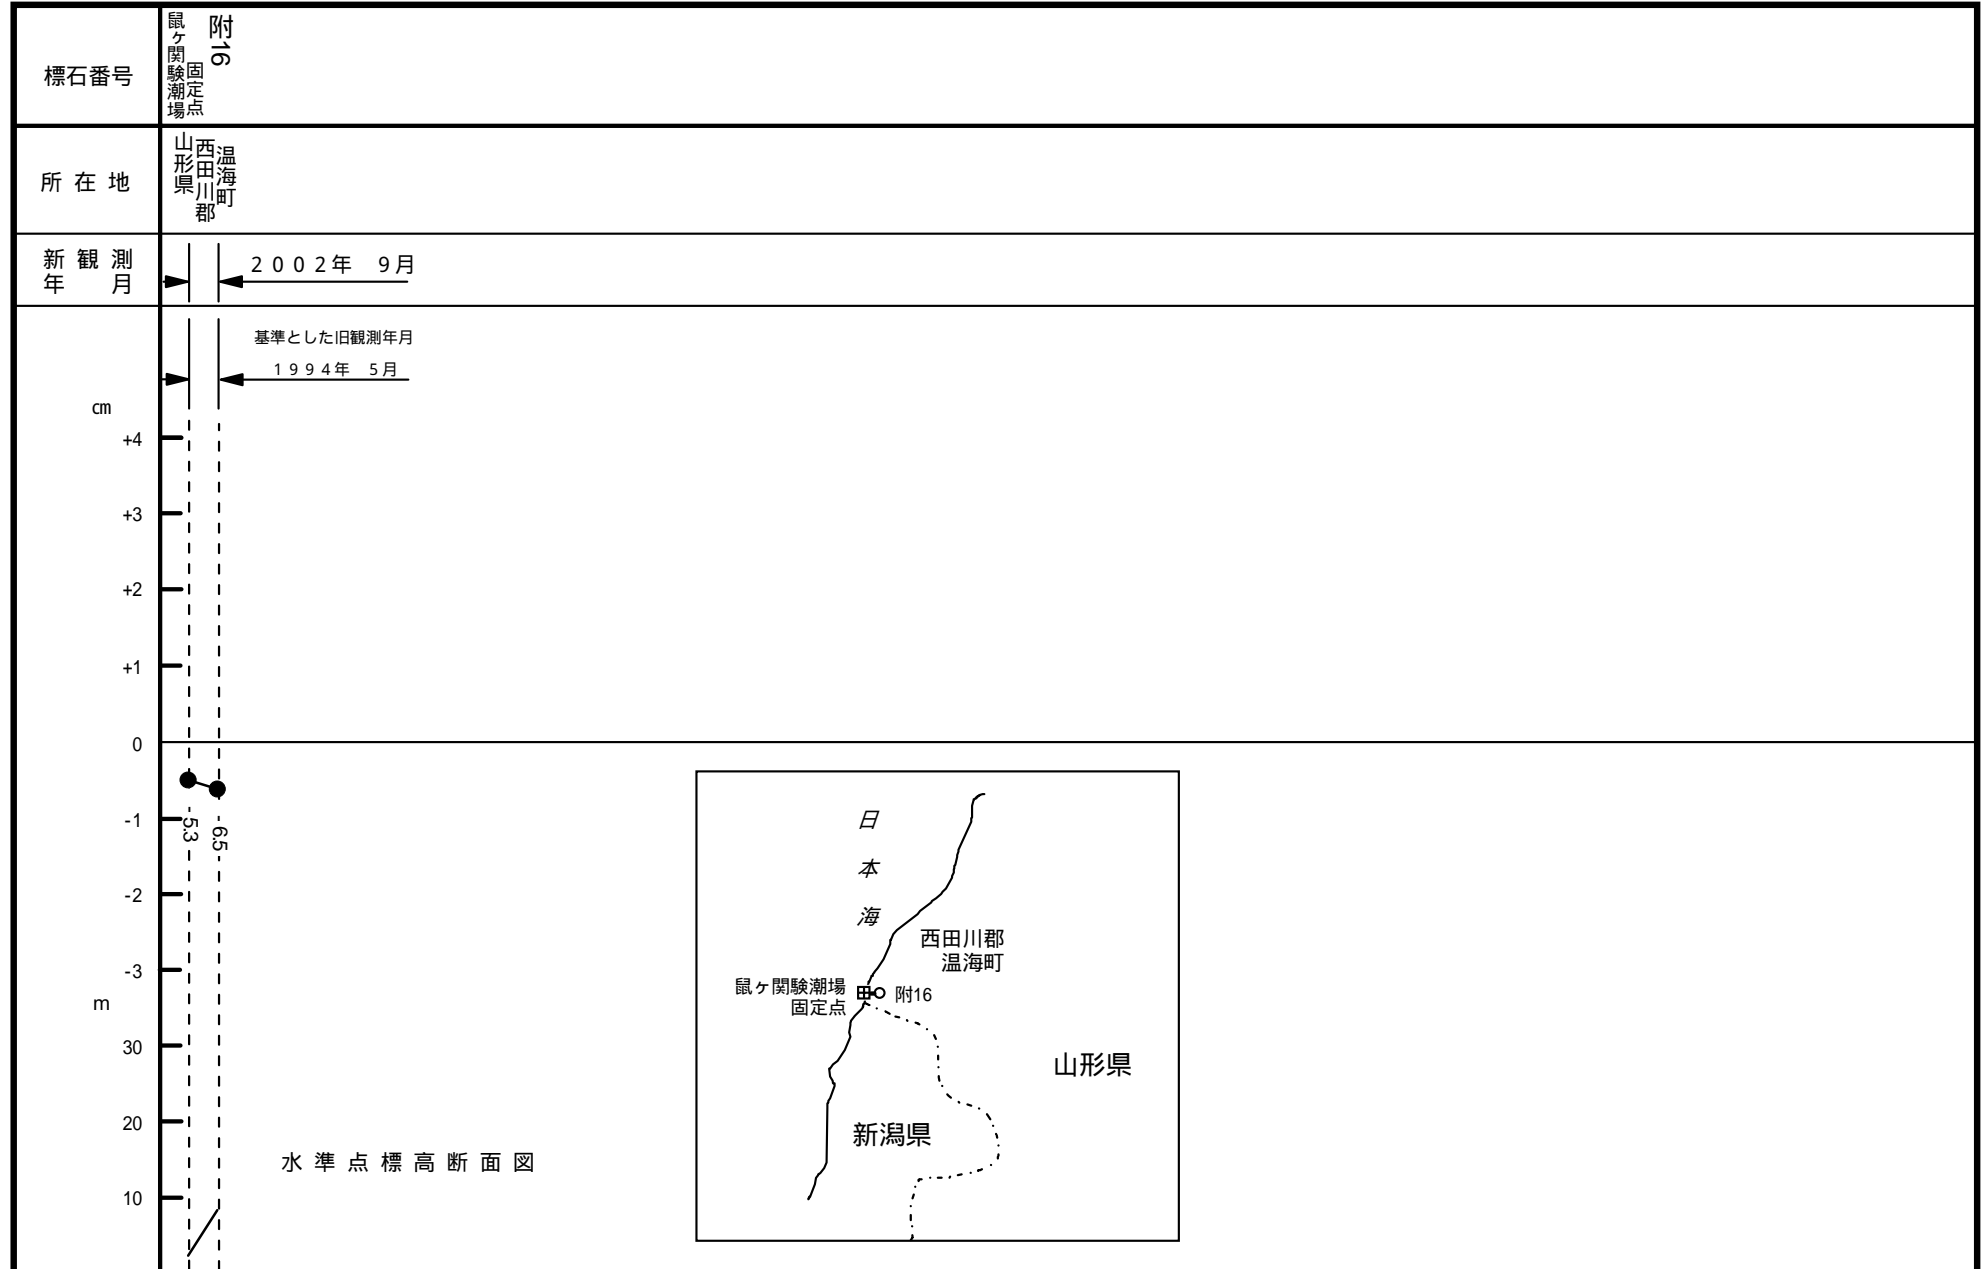 標石番号
鼠ヶ関験潮場
固定点
附16
所在地
山形県
西田川郡
温海町
新観測
年 月
2002年 9月
基準とした旧観測年月
1994年 5月
cm
+4
+3
+2
+1
0
-1
5.3
6.5
-2
-3
m
30
20
10
水準点標高断面図
日本海
西田川郡
温海町
鼠ヶ関験潮場
固定点
附16
山形県
新潟県